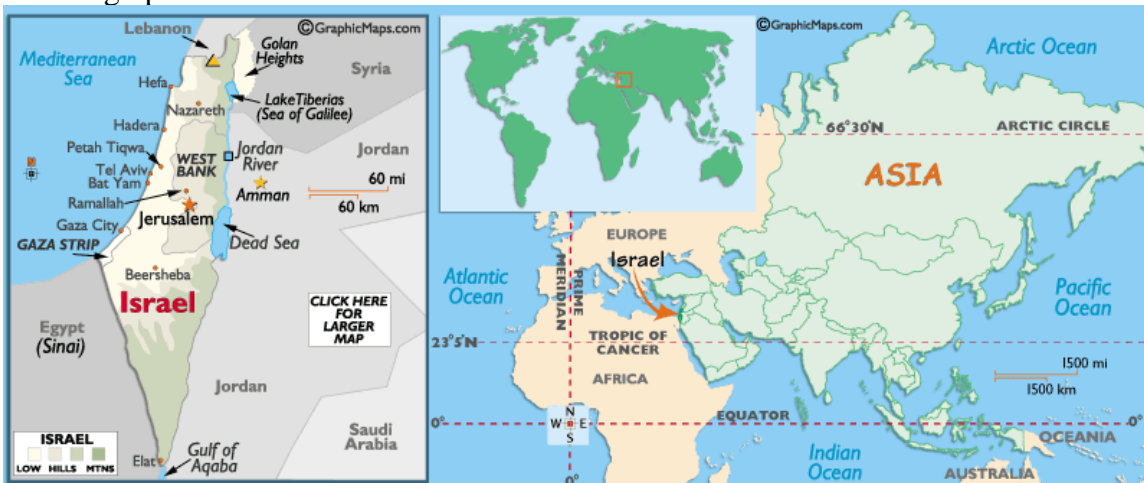 ©GraphicMaps.com
Lebanon
Golan
Heights
Mediterranean
Sea
Syria
Hefa
Lake Tiberias
(Sea of Galilee)
Nazareth
Hadera
Petah Tiqwa
WEST
BANK
Jordan
River
Jordan
Tel Aviv
Bat Yam
Amman
60 mi
60 km
Ramallah
Jerusalem
Gaza City
GAZA STRIP
Dead Sea
Beersheba
Israel
CLICK HERE
FOR
LARGER
MAP
Egypt
(Sinai)
Jordan
Saudi
Arabia
ISRAEL
LOW HILLS MTNS
Elat
Gulf of
Aqaba
©GraphicMaps.com
Arctic Ocean
66°30'N
ARCTIC CIRCLE
ASIA
EUROPE
Israel
Atlantic
Ocean
PRIME
MERIDIAN
Pacific
Ocean
TROPIC OF
CANCER
23°5'N
AFRICA
1500 mi
1500 km
EQUATOR
N
W E
S
0°
0°
0°
OCEANIA
Indian
Ocean
AUSTRALIA